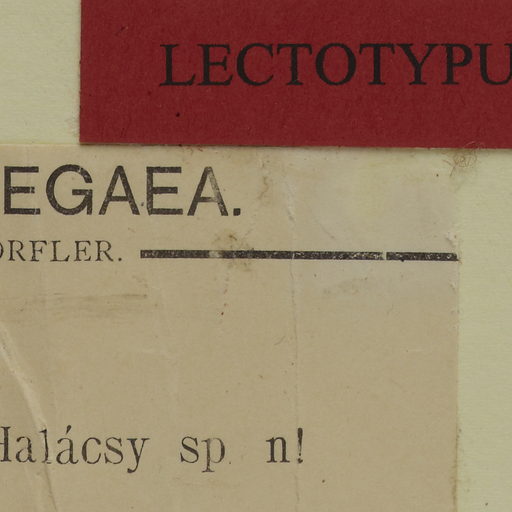 LECTOTYPU
EGAEA.
ORFLER.
Halácsy sp n!